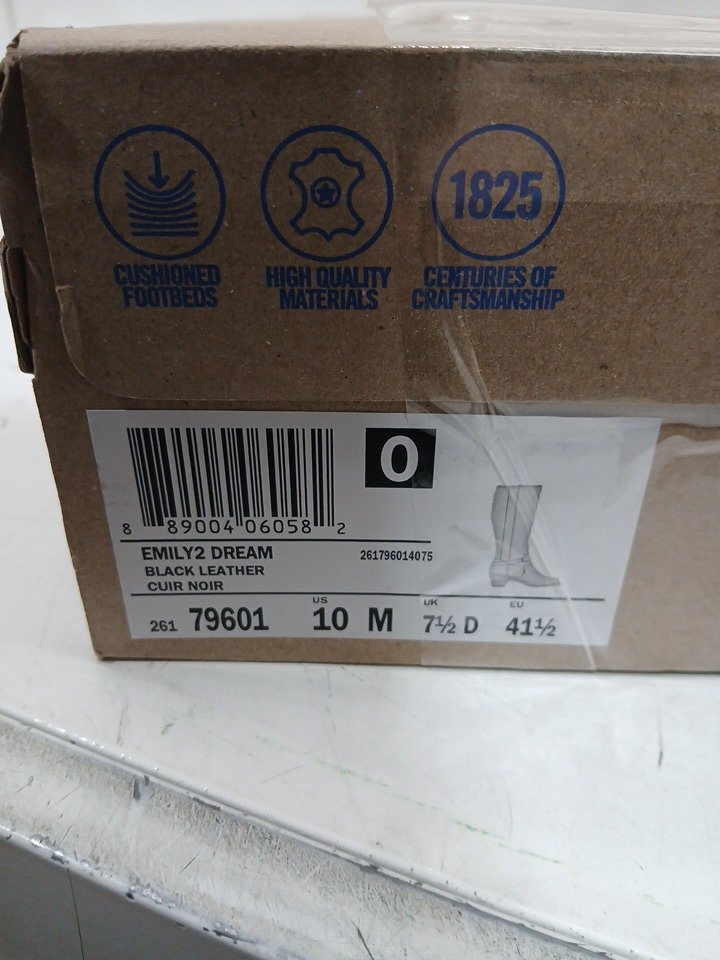 1825
CUSHIONED
FOOTBEDS
HIGH QUALITY
MATERIALS
CENTURIES OF
CRAFTSMANSHIP
O
8 89004 06058 2
EMILY2 DREAM
261796014075
BLACK LEATHER
CUIR NOIR
US UK EU
261 79601 10 M 7½ D 41½